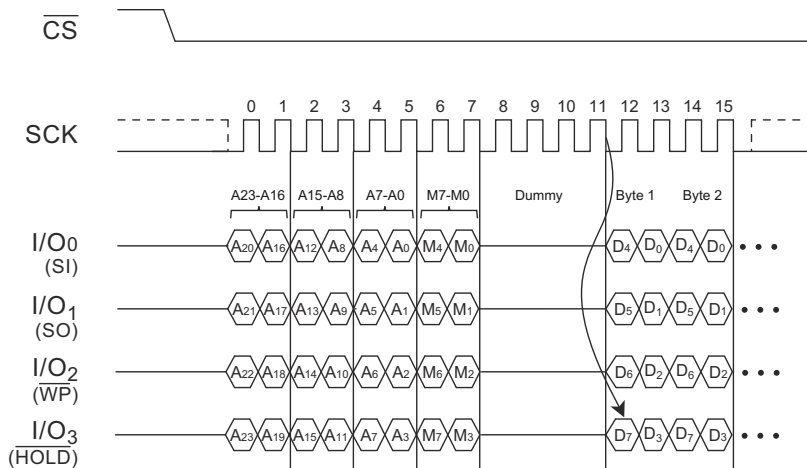 CS
0 1 2 3 4 5 6 7 8 9 10 11 12 13 14 15
SCK
A23-A16 A15-A8 A7-A0 M7-M0 Dummy Byte 1 Byte 2
I/O0 A20 A16 A12 A8 A4 A0 M4 M0 D4 D0 D4 D0 • • •
(SI)
I/O1 A21 A17 A13 A9 A5 A1 M5 M1 D5 D1 D5 D1 • • •
(SO)
I/O2 A22 A18 A14 A10 A6 A2 M6 M2 D6 D2 D6 D2 • • •
(WP)
I/O3 A23 A19 A15 A11 A7 A3 M7 M3 D7 D3 D7 D3 • • •
(HOLD)